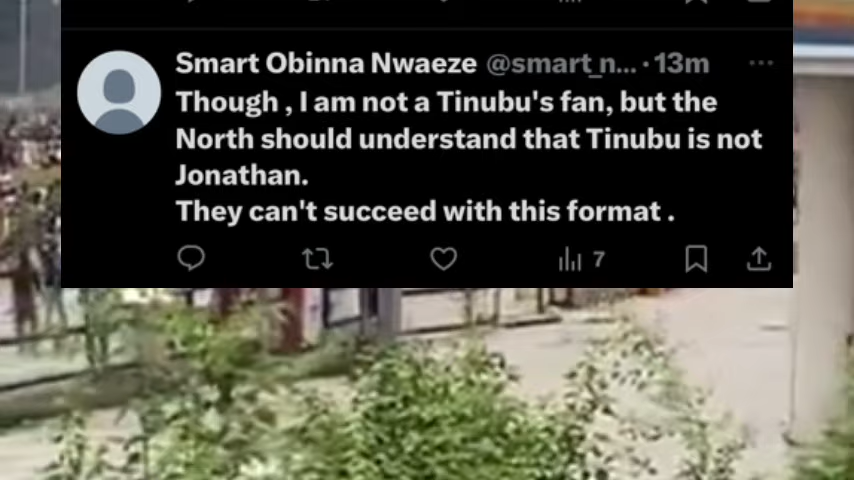 Smart Obinna Nwaeze @smart_n... · 13m
Though , I am not a Tinubu's fan, but the
North should understand that Tinubu is not
Jonathan.
They can't succeed with this format .
7